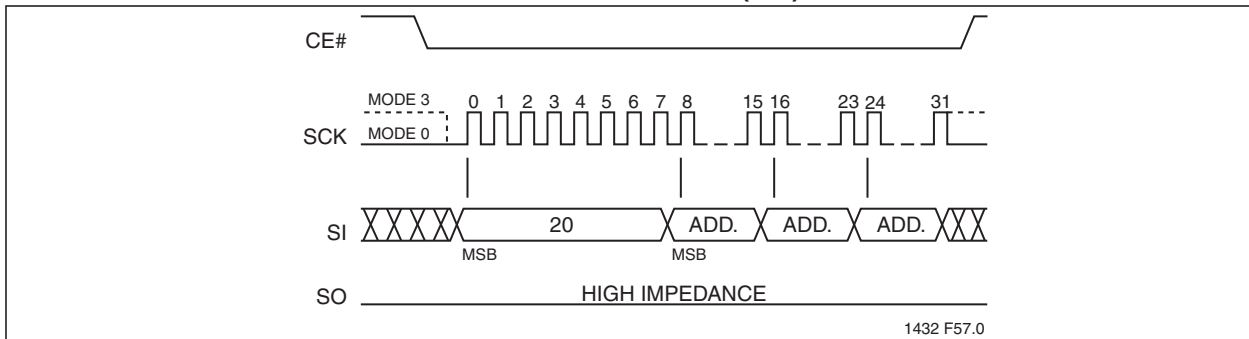 CE#
MODE 3
0 1 2 3 4 5 6 7 8 15 16 23 24 31
SCK
MODE 0
SI
20 ADD. ADD. ADD.
MSB MSB
SO
HIGH IMPEDANCE
1432 F57.0